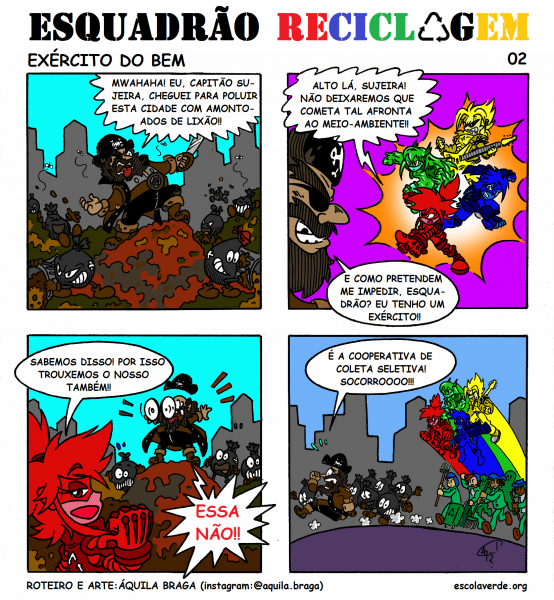 ESQUADRÃO RECICLAGEM
EXÉRCITO DO BEM
02
MWAHAHA! EU, CAPITÃO SU-
JEIRA, CHEGUEI PARA POLUIR
ESTA CIDADE COM AMONTO-
ADOS DE LIXÃO!!
ALTO LÁ, SUJEIRA!
NÃO DEIXAREMOS QUE
COMETA TAL AFRONTA
AO MEIO-AMBIENTE!!
E COMO PRETENDEM
ME IMPEDIR, ESQUA-
DRÃO? EU TENHO UM
EXÉRCITO!!
SABEMOS DISSO! POR ISSO
TROUXEMOS O NOSSO
TAMBÉM!!
ESSA
NÃO!!
É A COOPERATIVA DE
COLETA SELETIVA!
SOCORROOOO!!!
ROTEIRO E ARTE: ÁQUILA BRAGA (instagram: @aquila.braga)
escolaverde.org